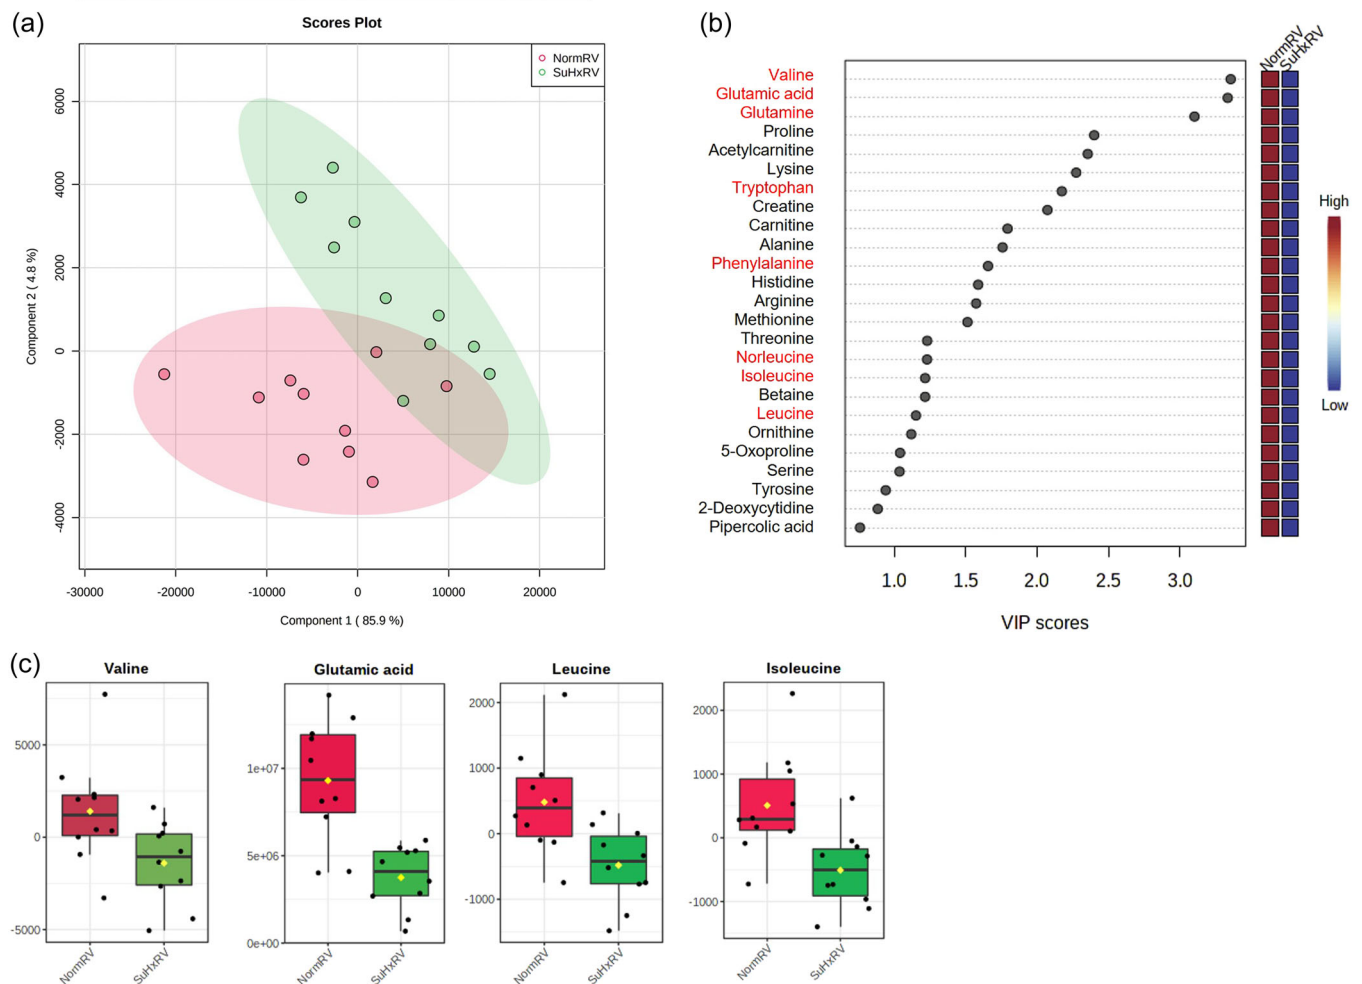 (a)
Scores Plot
NormRV
SuHxRV
6000
4000
2000
0
-2000
-4000
Component 2 ( 4.8 %)
-30000 -20000 -10000 0 10000 20000
Component 1 ( 85.9 %)
(b)
NormRV
SuHxRV
Valine
Glutamic acid
Glutamine
Proline
Acetylcarnitine
Lysine
Tryptophan
Creatine
Carnitine
Alanine
Phenylalanine
Histidine
Arginine
Methionine
Threonine
Norleucine
Isoleucine
Betaine
Leucine
Ornithine
5-Oxoproline
Serine
Tyrosine
2-Deoxycytidine
Pipercolic acid
1.0 1.5 2.0 2.5 3.0
VIP scores
High
Low
(c)
Valine
5000
0
-5000
NormRV
SuHxRV
Glutamic acid
1e+07
5e+06
0e+00
NormRV
SuHxRV
Leucine
2000
1000
0
-1000
NormRV
SuHxRV
Isoleucine
2000
1000
0
-1000
NormRV
SuHxRV